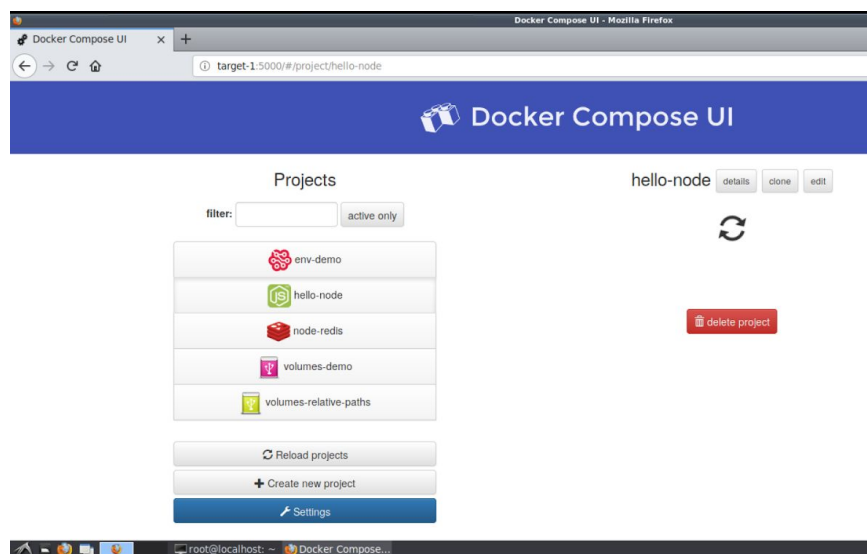 Docker Compose UI - Mozilla Firefox
Docker Compose UI × +
target-1:5000/#/project/hello-node
Docker Compose UI
Projects
filter: active only
env-demo
hello-node
node-redis
volumes-demo
volumes-relative-paths
Reload projects
Create new project
Settings
hello-node details clone edit
delete project
root@localhost: ~ Docker Compose...